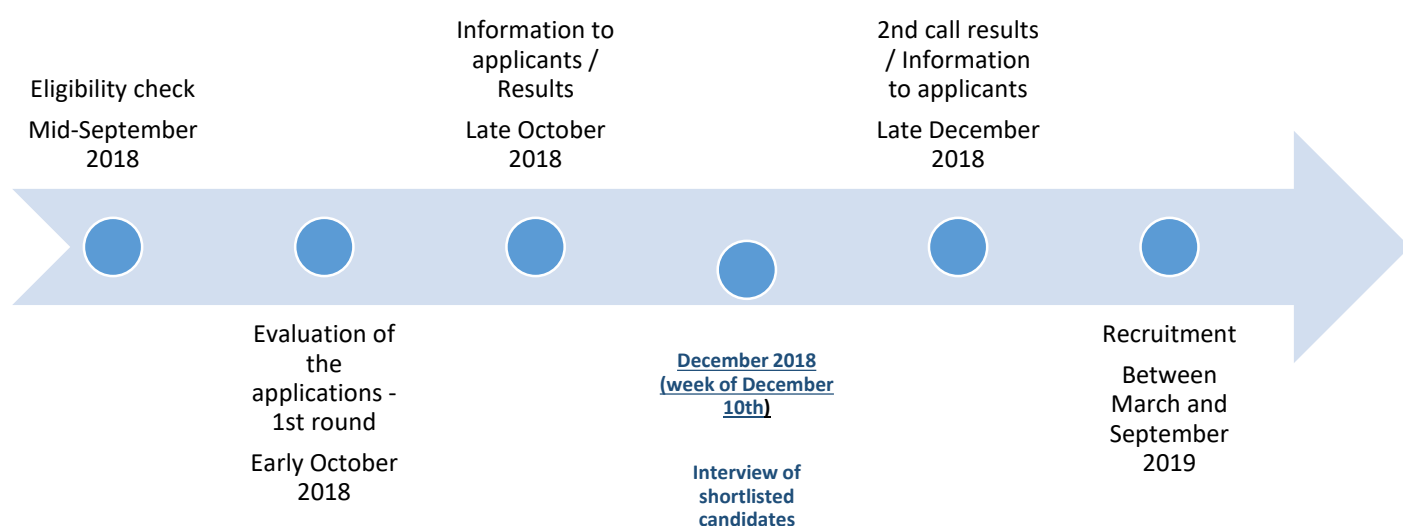 Eligibility check
Mid-September
2018
Evaluation of
the
applications -
1st round
Early October
2018
Information to
applicants /
Results
Late October
2018
December 2018
(week of December
10th)
Interview of
shortlisted
candidates
2nd call results
/ Information
to applicants
Late December
2018
Recruitment
Between
March and
September
2019